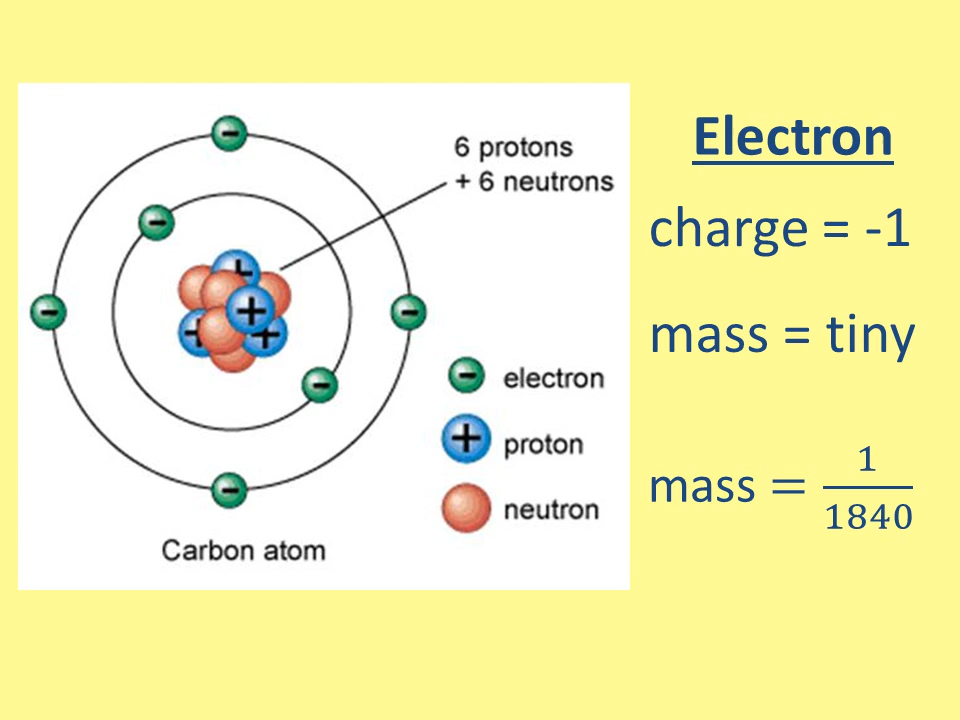 6 protons
+ 6 neutrons
electron
proton
neutron
Carbon atom
Electron
charge = -1
mass = tiny
mass = 1/1840